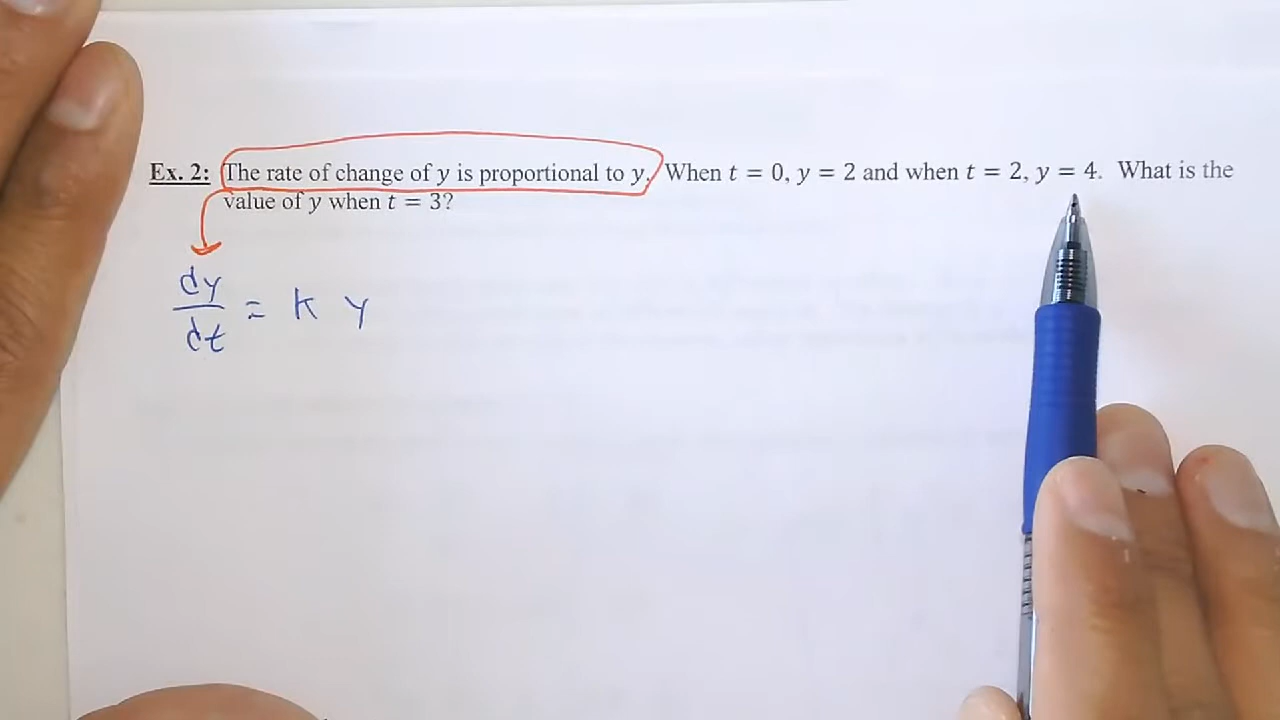 Ex. 2: The rate of change of y is proportional to y. When t = 0, y = 2 and when t = 2, y = 4. What is the
value of y when t = 3?
dy/dt = k y